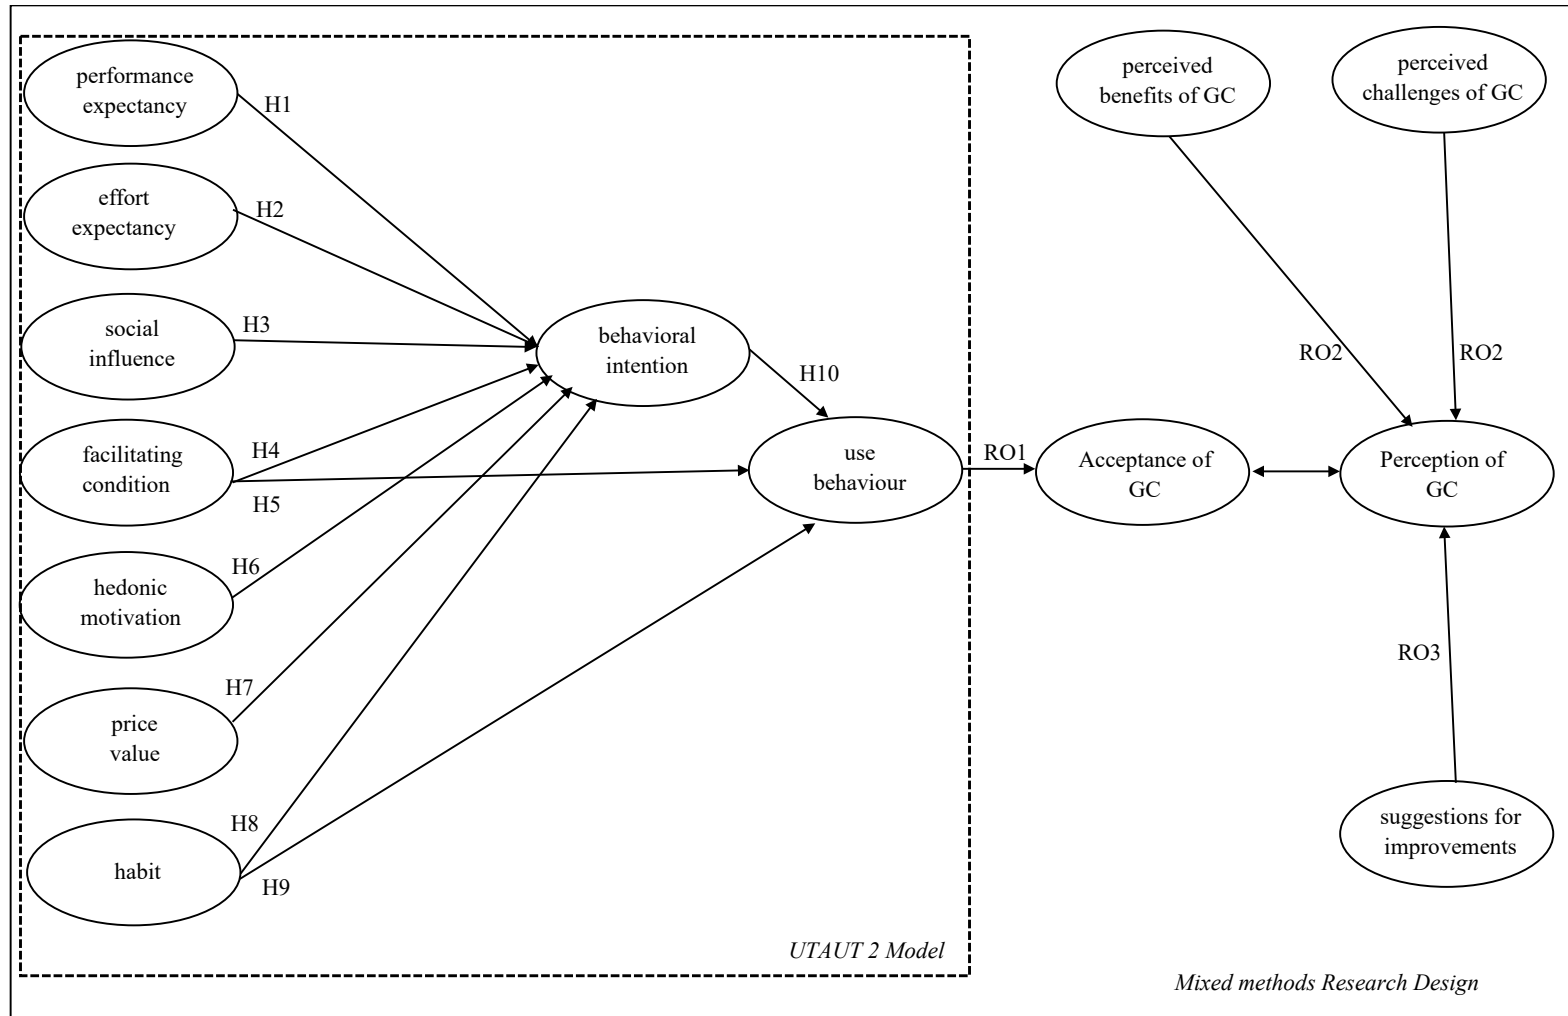 performance
expectancy
H1
effort
expectancy
H2
social
influence
H3
facilitating
condition
H4
H5
hedonic
motivation
H6
price
value
H7
habit
H8
H9
behavioral
intention
H10
use
behaviour
UTAUT 2 Model
RO1
Acceptance of
GC
perceived
benefits of GC
RO2
perceived
challenges of GC
RO2
Perception of
GC
RO3
suggestions for
improvements
Mixed methods Research Design